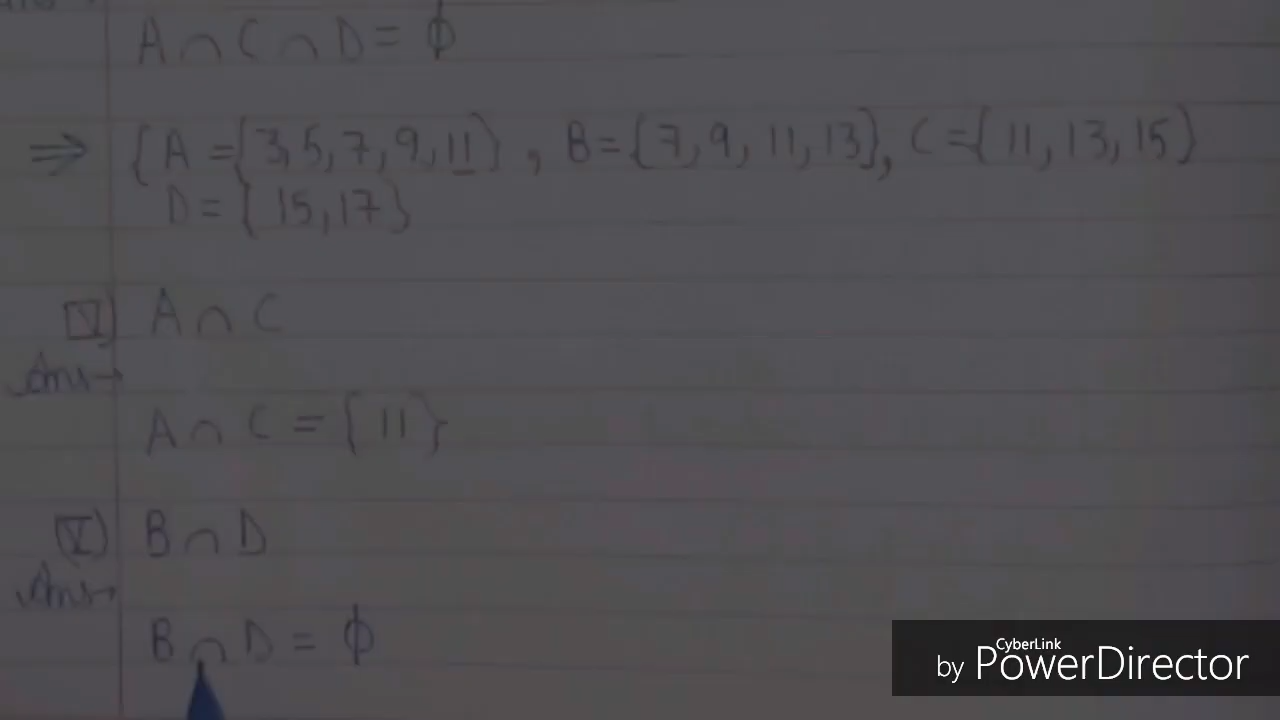 A ∩ C ∩ D = ϕ
⇒ { A = {3,5,7,9,11} , B = {7,9,11,13}, C = {11,13,15}
D = { 15,17}
A ∩ C
Ans →
A ∩ C = { 11 }
B ∩ D
Ans →
B ∩ D = ϕ
CyberLink
by PowerDirector